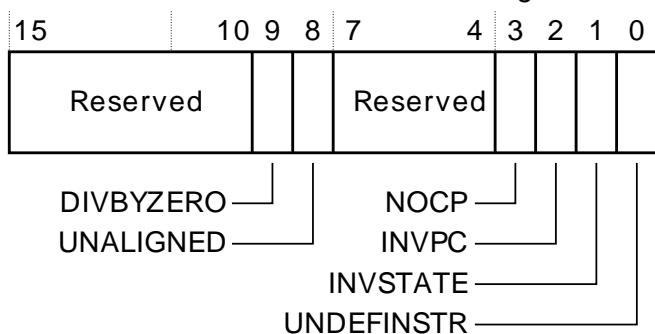 15 10 9 8 7 4 3 2 1 0
Reserved Reserved
DIVBYZERO NOCP
UNALIGNED INVPC
INVSTATE
UNDEFINSTR